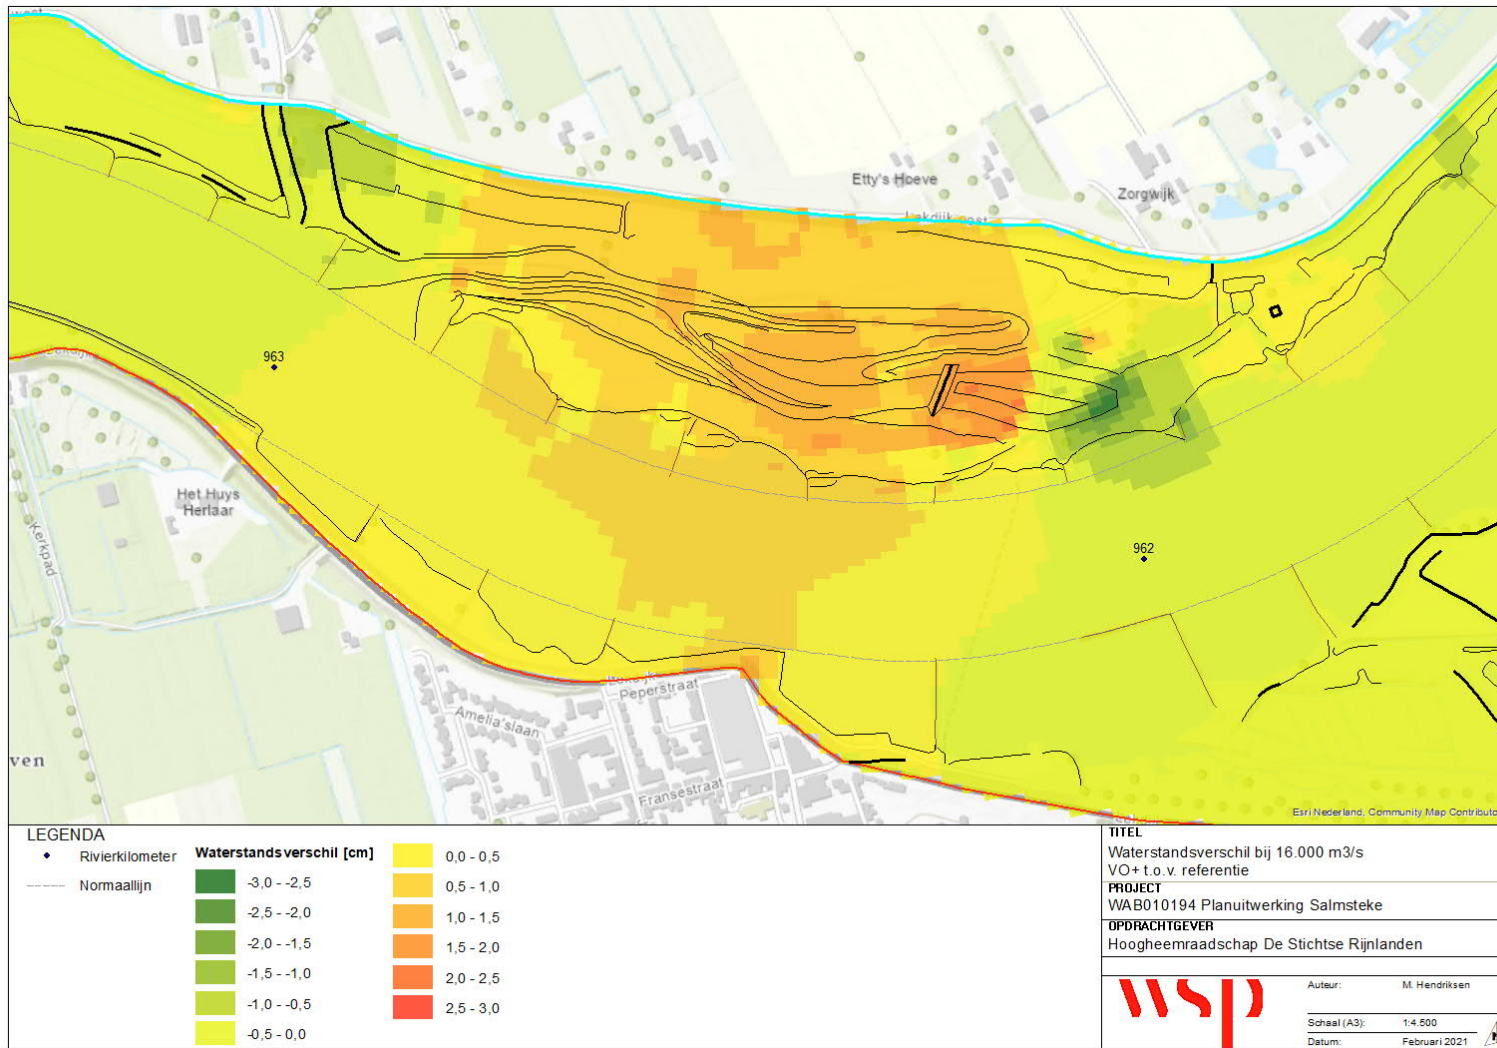 Etty's Hoeve
Zorgwijk
Lekdijk oost
963
962
Het Huys
Herlaar
Kerkpad
Peperstraat
Amelia'slaan
Fransestraat
ven
Esri Nederland, Community Map Contributo
LEGENDA
Rivierkilometer
Normaallijn
Waterstandsverschil [cm]
-3,0 - -2,5
-2,5 - -2,0
-2,0 - -1,5
-1,5 - -1,0
-1,0 - -0,5
-0,5 - 0,0
0,0 - 0,5
0,5 - 1,0
1,0 - 1,5
1,5 - 2,0
2,0 - 2,5
2,5 - 3,0
TITEL
Waterstandsverschil bij 16.000 m3/s
VO+ t.o.v. referentie
PROJECT
WAB010194 Planuitwerking Salmsteke
OPDRACHTGEVER
Hoogheemraadschap De Stichtse Rijnlanden
wsp
Auteur: M. Hendriksen
Schaal (A3): 1:4.500
Datum: Februari 2021